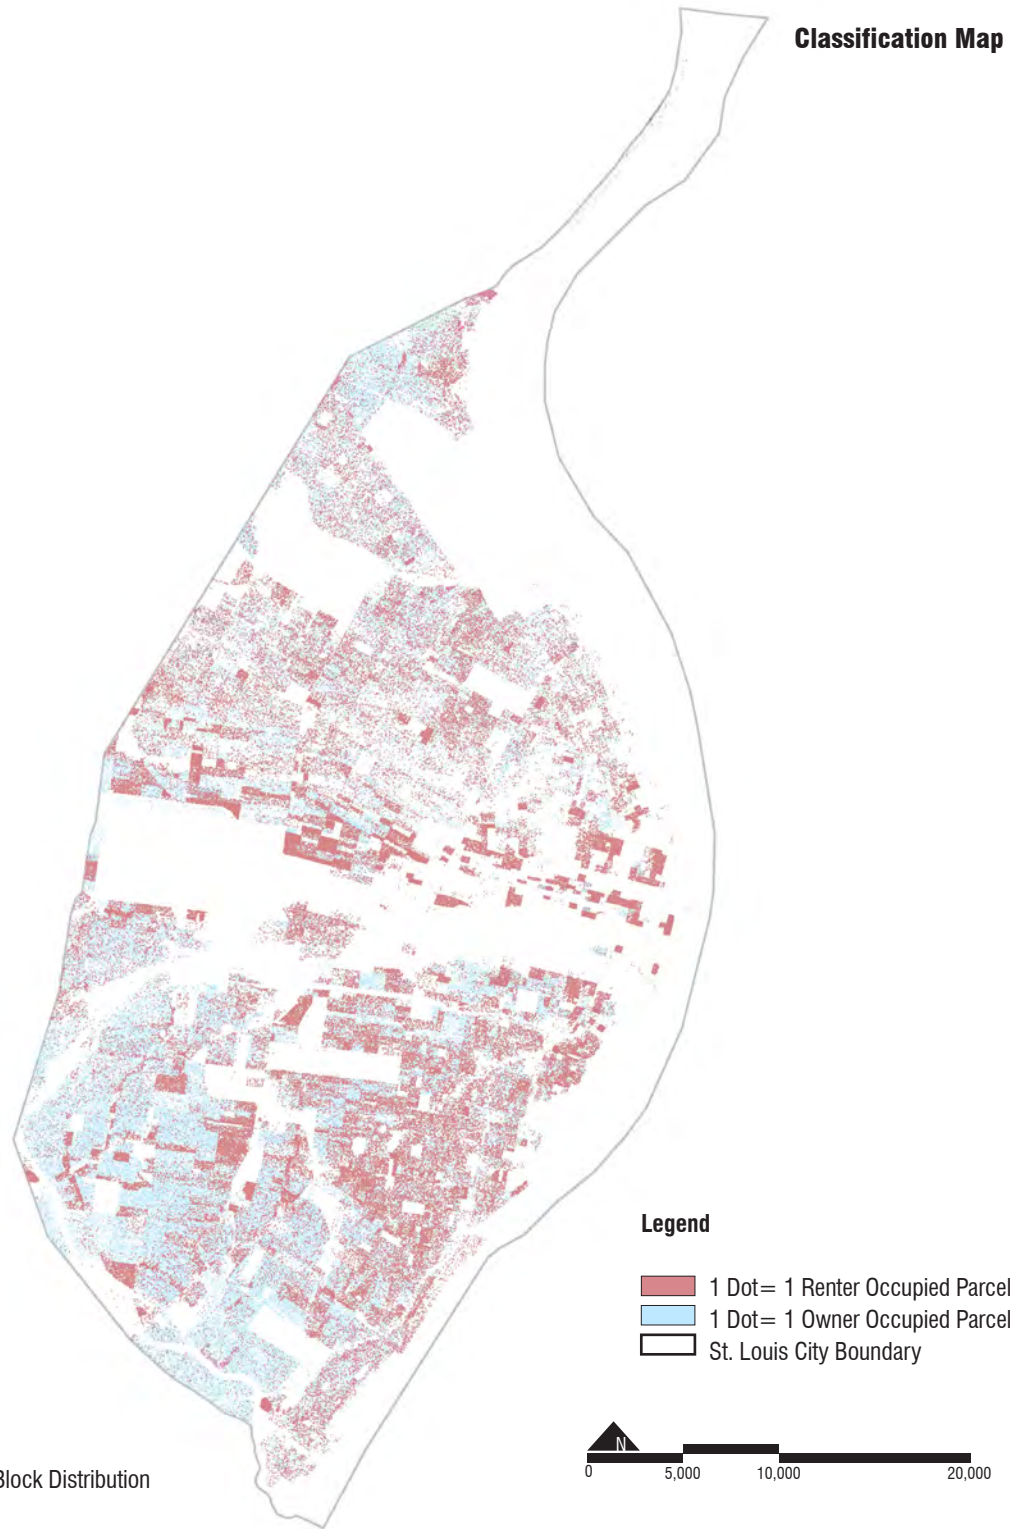 Classification Map
Legend
1 Dot= 1 Renter Occupied Parcel
1 Dot= 1 Owner Occupied Parcel
St. Louis City Boundary
N
0 5,000 10,000 20,000
Block Distribution